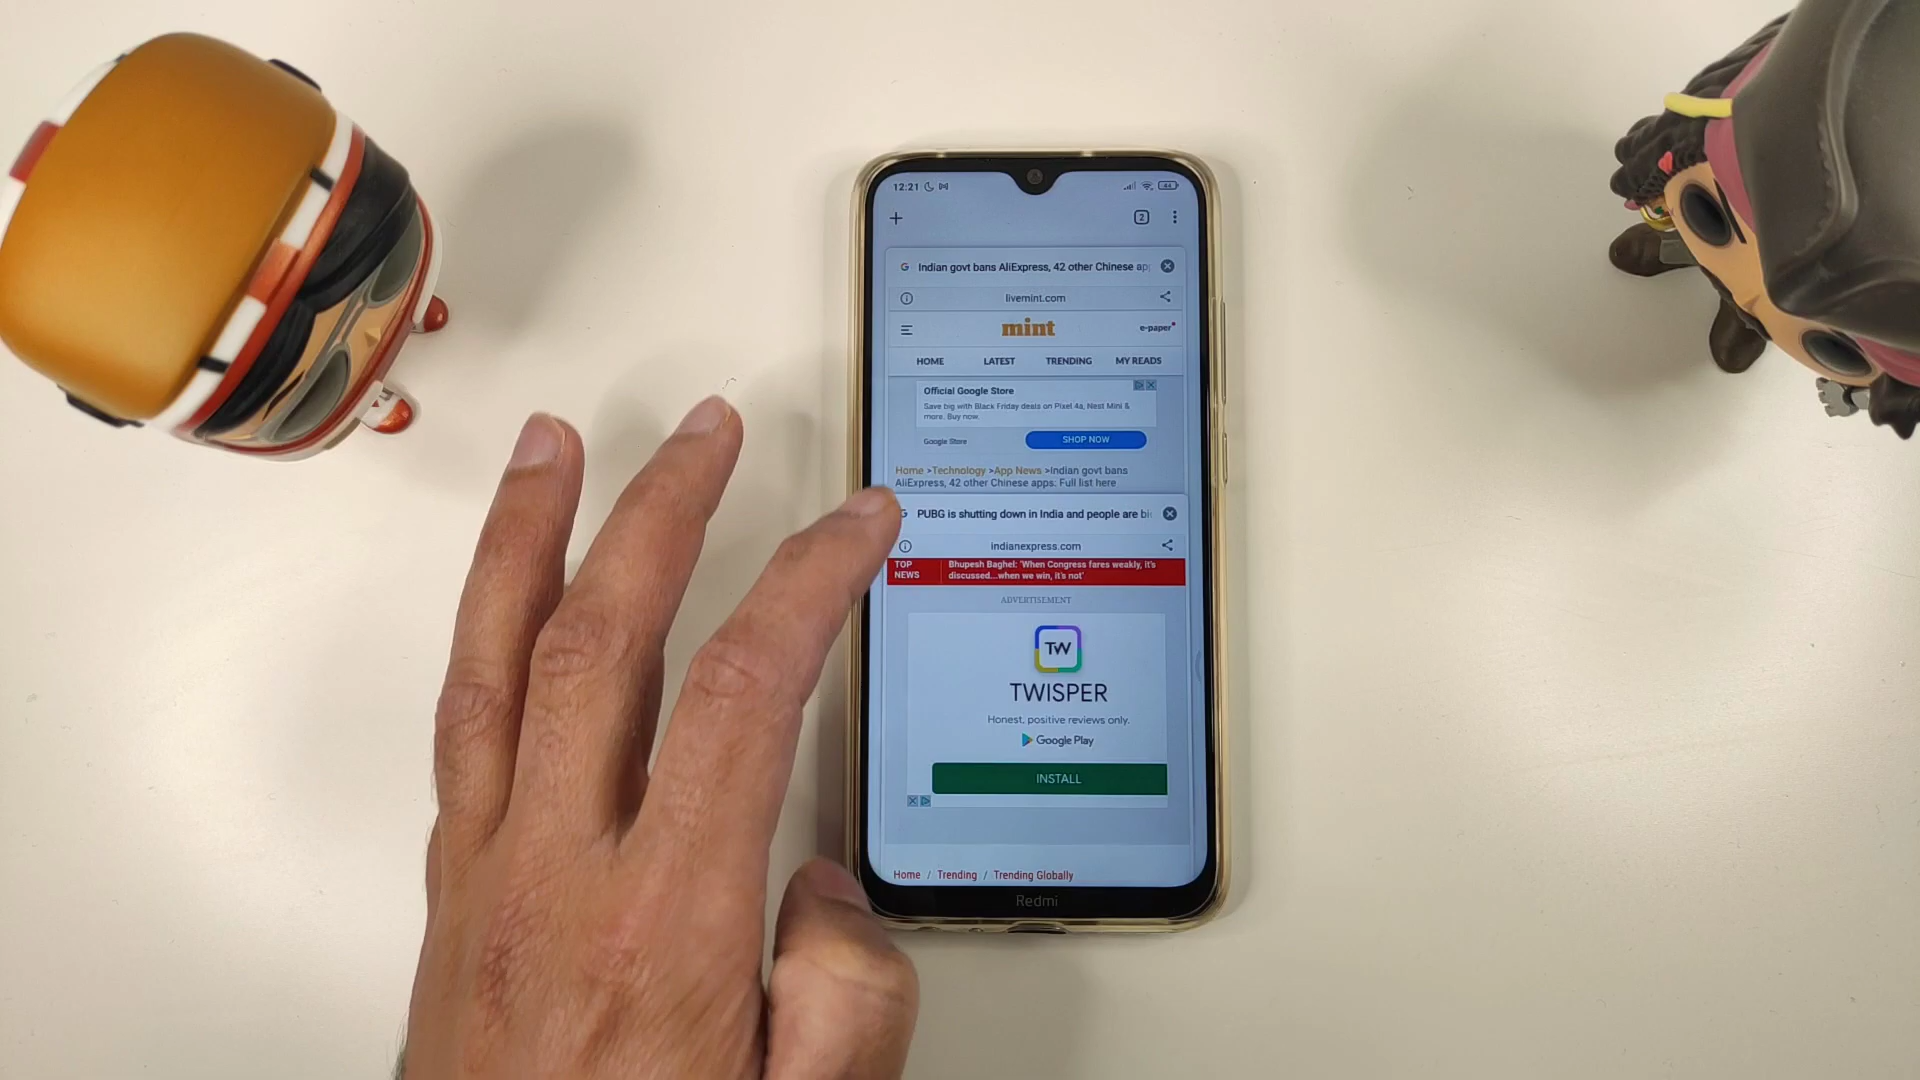 12:21
44
2
Indian govt bans AliExpress, 42 other Chinese ap
livemint.com
mint
e-paper
HOME LATEST TRENDING MY READS
Official Google Store
Save big with Black Friday deals on Pixel 4a, Nest Mini &
more. Buy now.
Google Store SHOP NOW
Home >Technology >App News >Indian govt bans
AliExpress, 42 other Chinese apps: Full list here
PUBG is shutting down in India and people are bi
indianexpress.com
TOP NEWS
Bhupesh Baghel: 'When Congress fares weakly, it's
discussed...when we win, it's not'
ADVERTISEMENT
TW
TWISPER
Honest, positive reviews only.
Google Play
INSTALL
Home / Trending / Trending Globally
Redmi